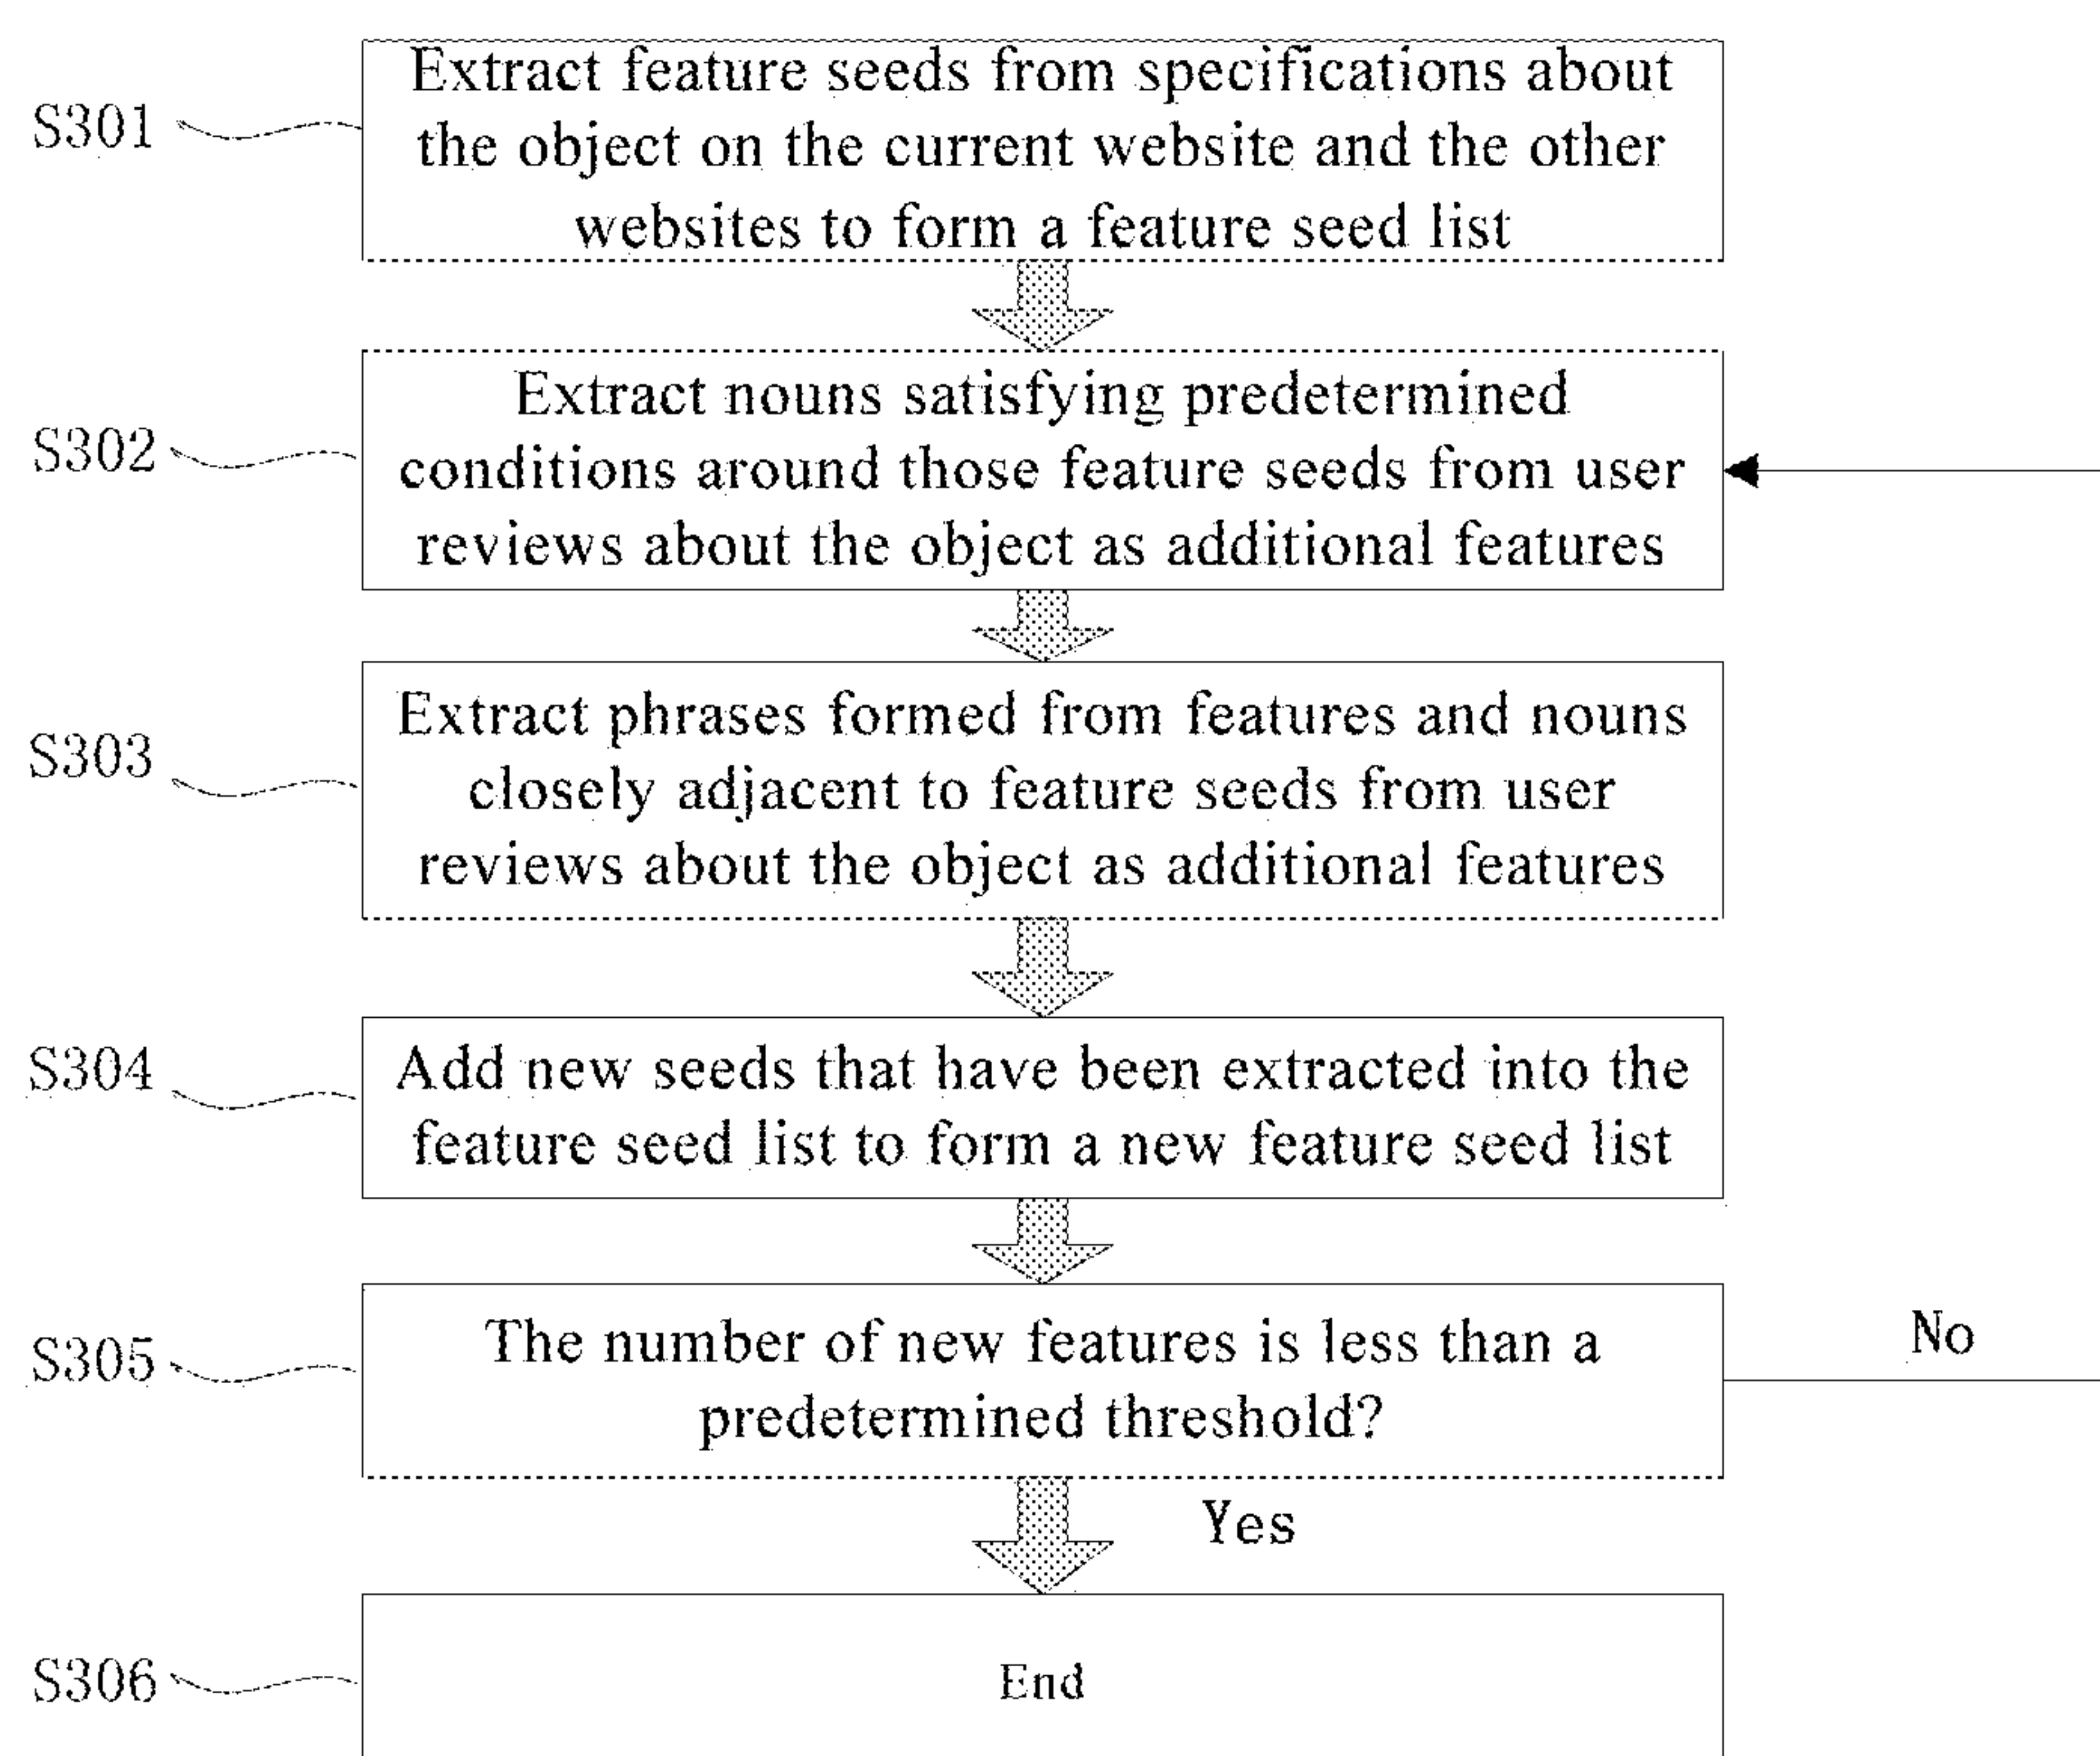 S301
Extract feature seeds from specifications about
the object on the current website and the other
websites to form a feature seed list
S302
Extract nouns satisfying predetermined
conditions around those feature seeds from user
reviews about the object as additional features
S303
Extract phrases formed from features and nouns
closely adjacent to feature seeds from user
reviews about the object as additional features
S304
Add new seeds that have been extracted into the
feature seed list to form a new feature seed list
S305
The number of new features is less than a
predetermined threshold?
No
Yes
S306
End